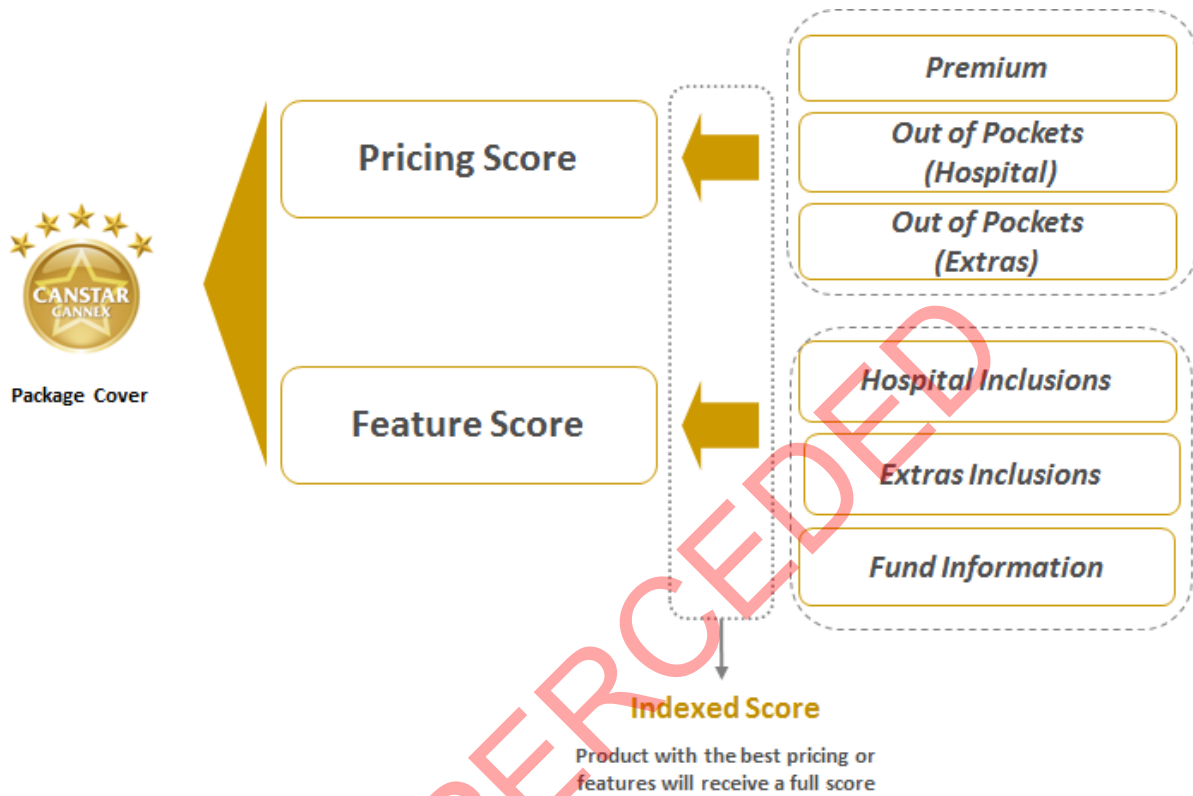 Premium
Out of Pockets
(Hospital)
Out of Pockets
(Extras)
Pricing Score
CANSTAR
CANNEX
Package Cover
Feature Score
Hospital Inclusions
Extras Inclusions
Fund Information
Indexed Score
Product with the best pricing or
features will receive a full score
PERCEDED